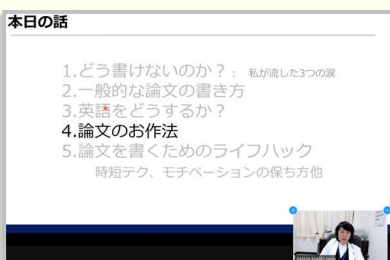 本日の話
1.どう書けないのか？： 私が流した3つの涙
2.一般的な論文の書き方
3.英語をどうするか？
4.論文のお作法
5.論文を書くためのライフハック
時短テク、モチベーションの保ち方他